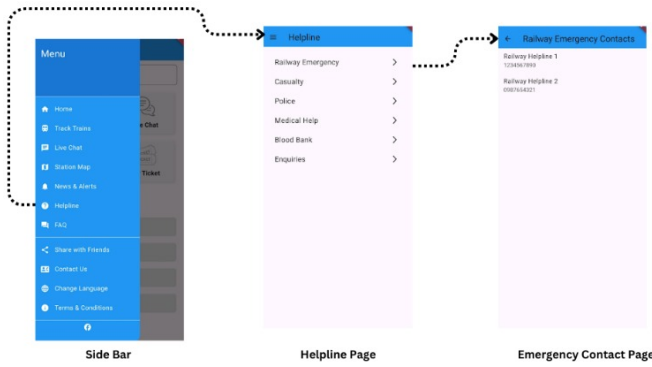 Menu
Home
Track Trains
Live Chat
Station Map
News & Alerts
Helpline
FAQ
Share with Friends
Contact Us
Change Language
Terms & Conditions
e Chat
Ticket
Side Bar
Helpline
Railway Emergency
Casualty
Police
Medical Help
Blood Bank
Enquiries
Helpline Page
Railway Emergency Contacts
Railway Helpline 1
1234567890
Railway Helpline 2
0987654321
Emergency Contact Page